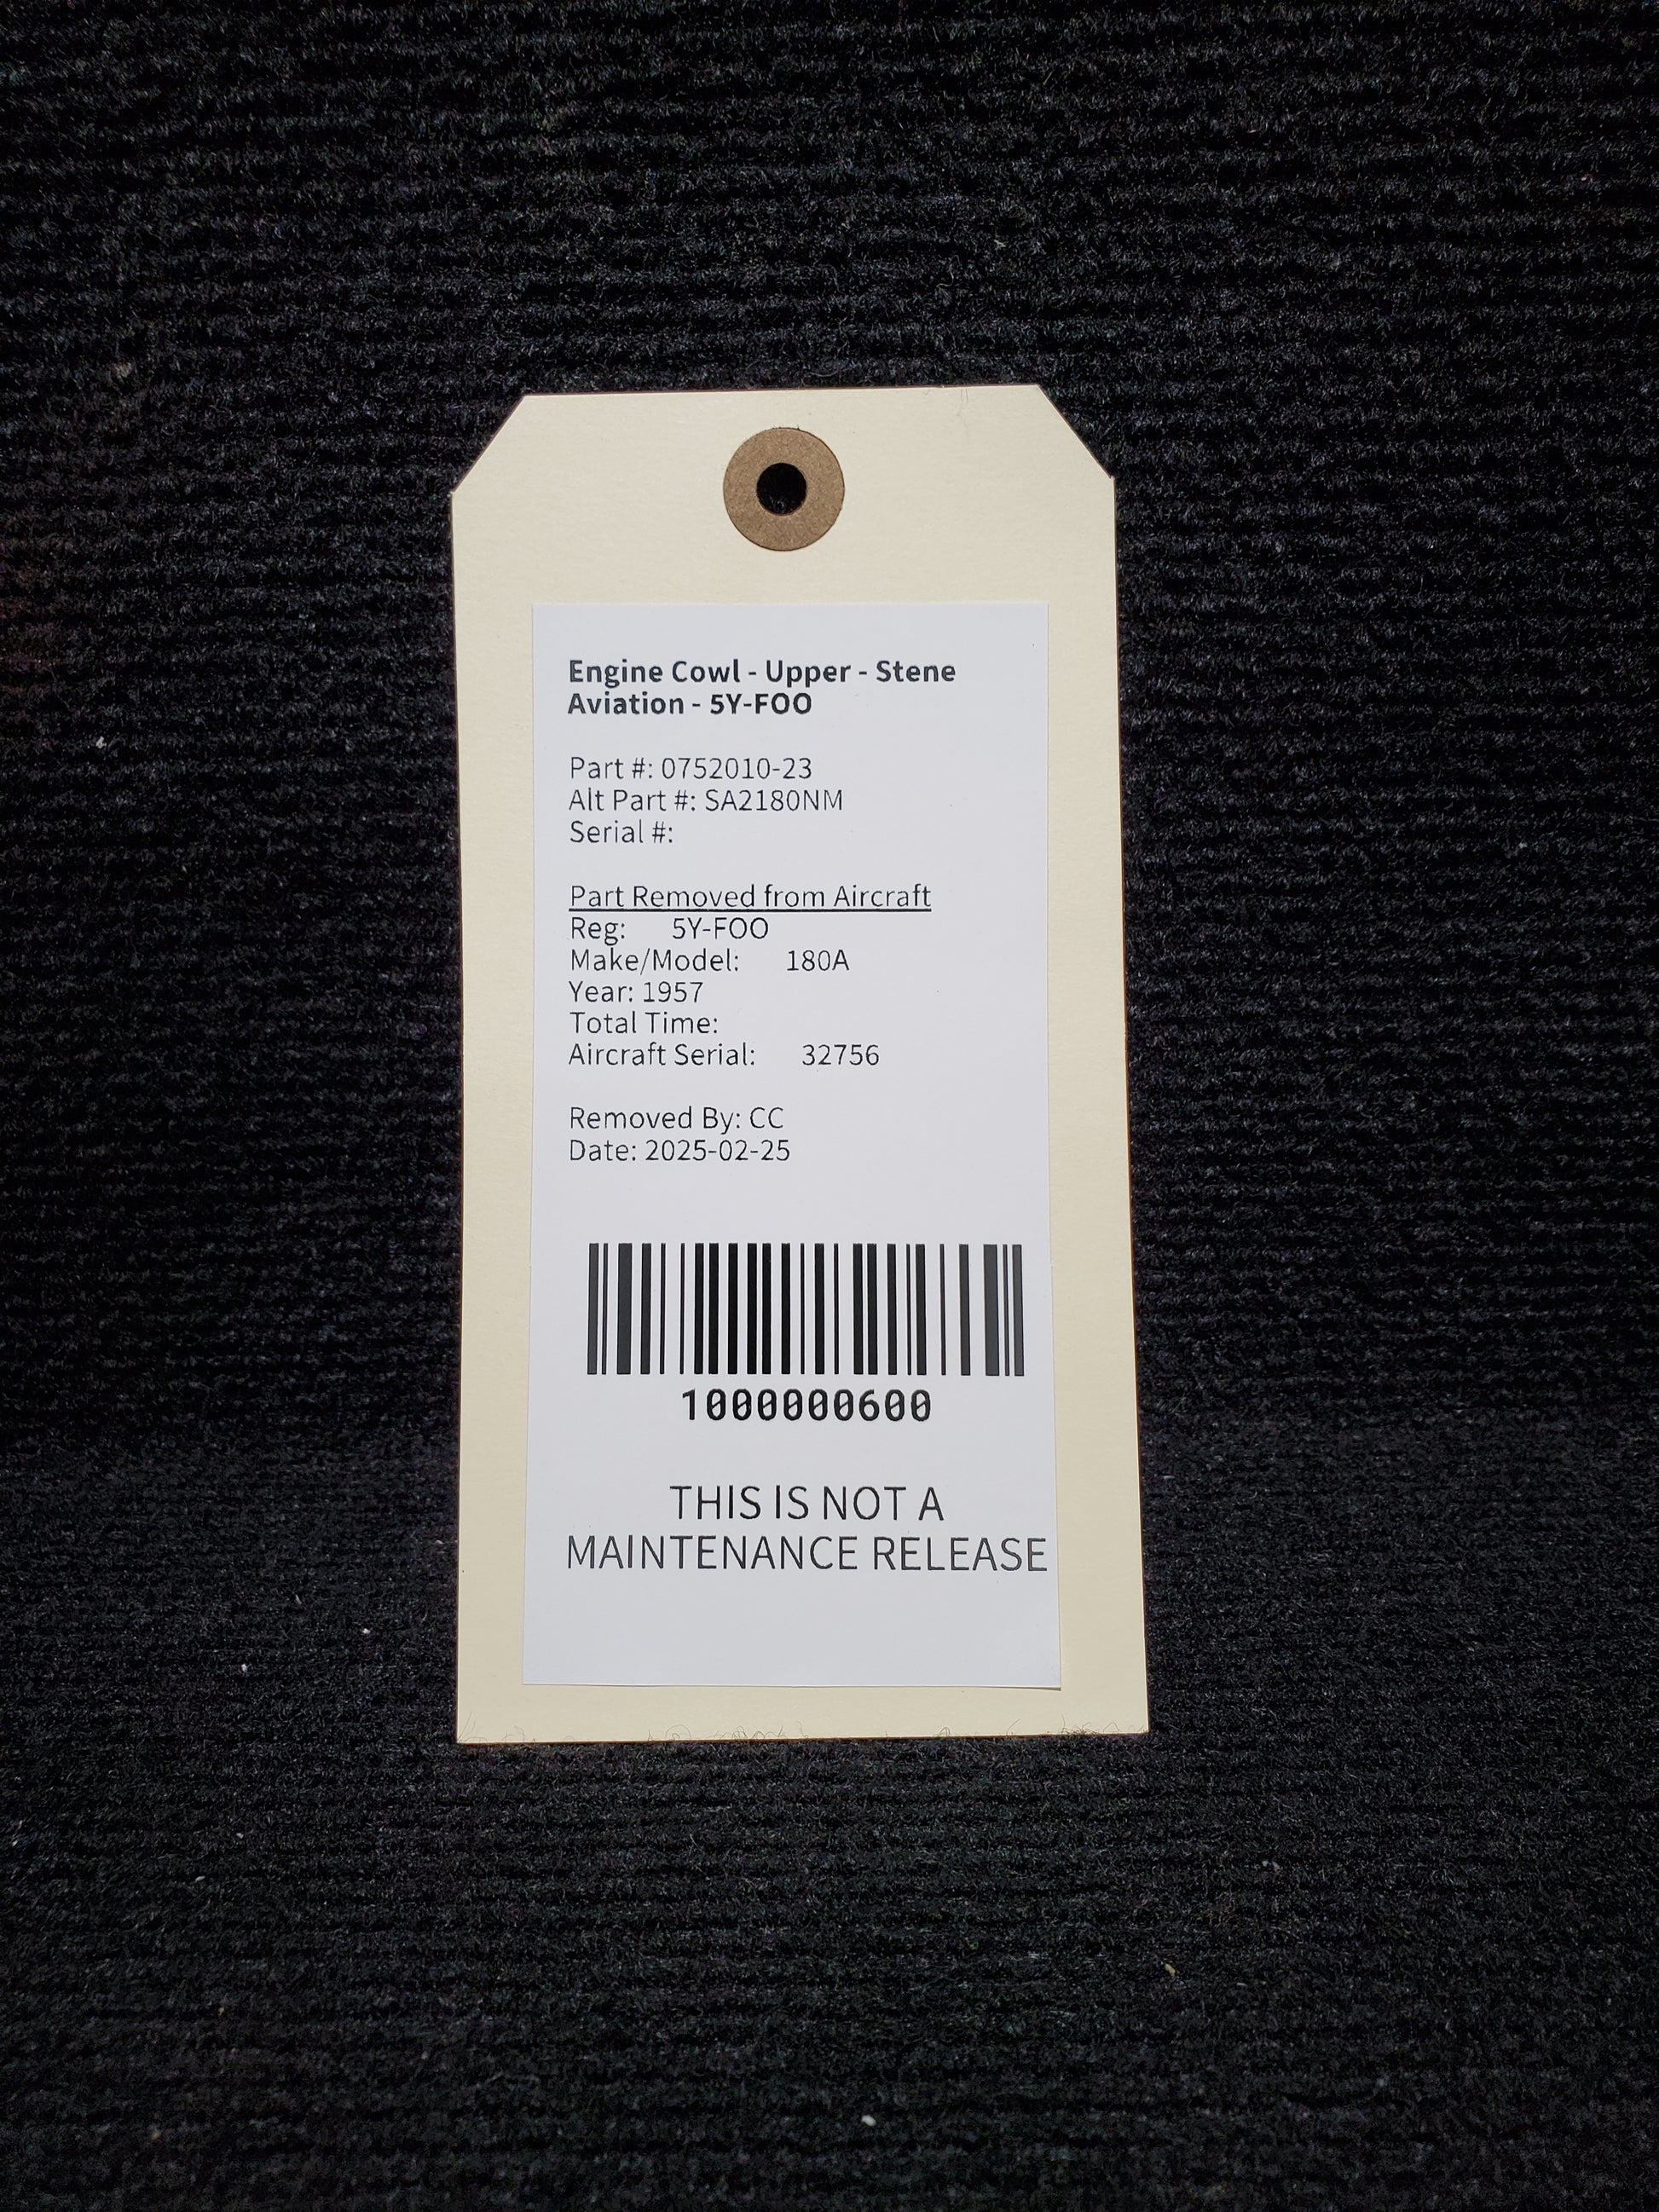 Engine Cowl - Upper - Stene
Aviation - 5Y-FOO
Part #: 0752010-23
Alt Part #: SA2180NM
Serial #:
Part Removed from Aircraft
Reg: 5Y-FOO
Make/Model: 180A
Year: 1957
Total Time:
Aircraft Serial: 32756
Removed By: CC
Date: 2025-02-25
1000000600
THIS IS NOT A
MAINTENANCE RELEASE